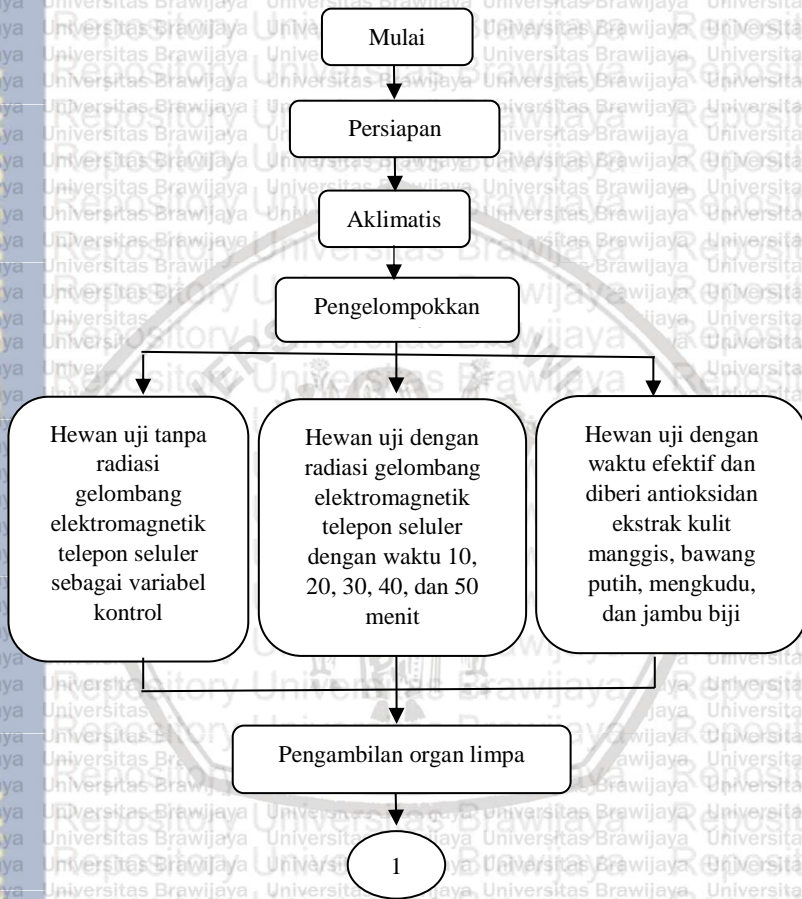 Mulai
Persiapan
Aklimatis
Pengelompokkan
Hewan uji tanpa
radiasi
gelombang
elektromagnetik
telepon seluler
sebagai variabel
kontrol
Hewan uji dengan
radiasi gelombang
elektromagnetik
telepon seluler
dengan waktu 10,
20, 30, 40, dan 50
menit
Hewan uji dengan
waktu efektif dan
diberi antioksidan
ekstrak kulit
manggis, bawang
putih, mengkudu,
dan jambu biji
Pengambilan organ limpa
1